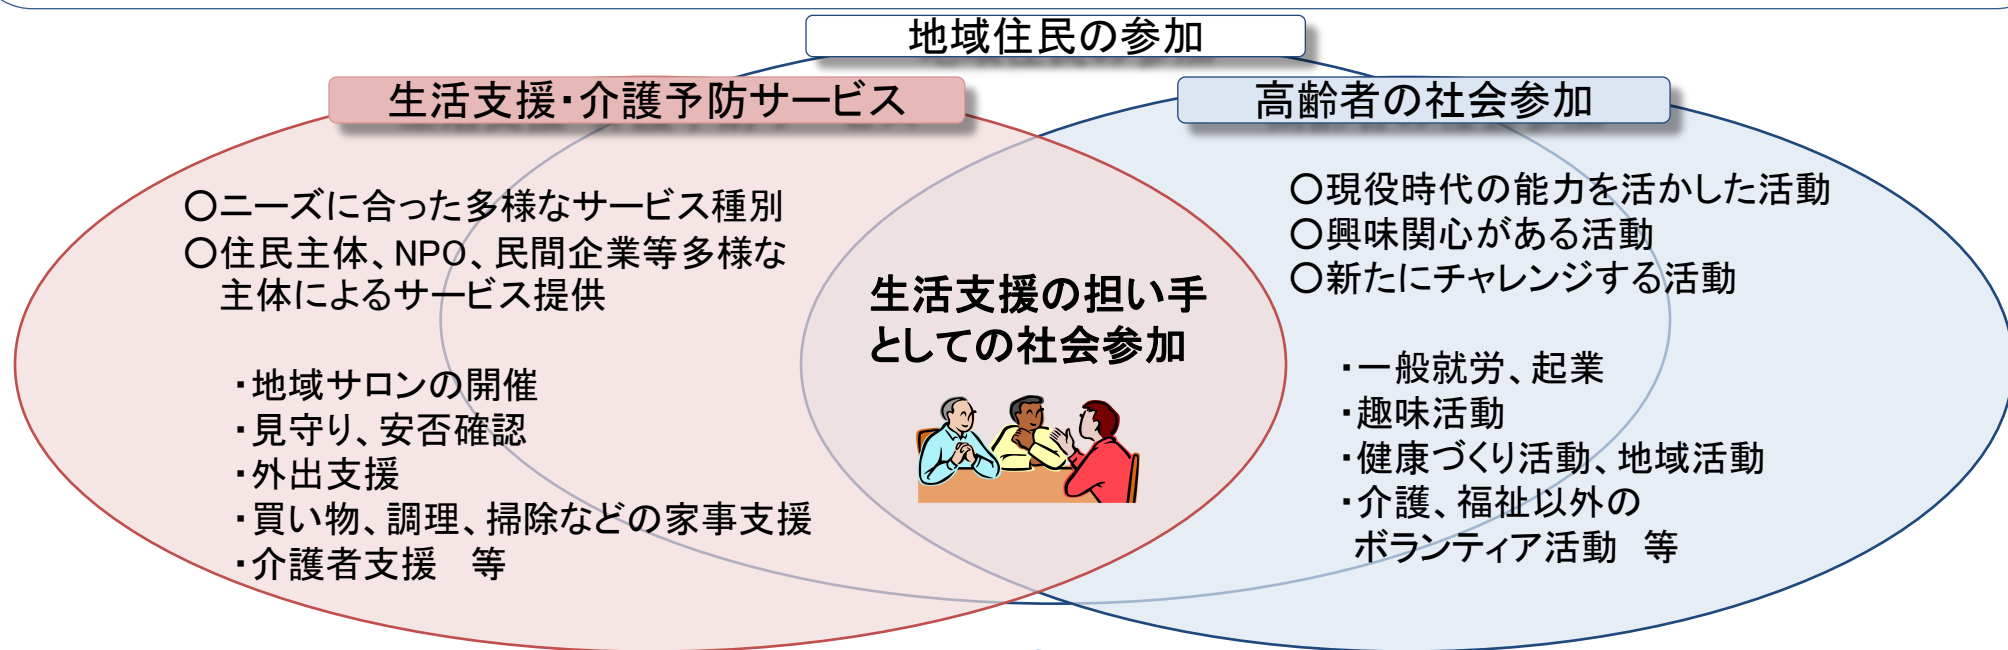 地域住民の参加
生活支援・介護予防サービス
○ニーズに合った多様なサービス種別
○住民主体、NPO、民間企業等多様な
主体によるサービス提供
・地域サロンの開催
・見守り、安否確認
・外出支援
・買い物、調理、掃除などの家事支援
・介護者支援　等
生活支援の担い手
としての社会参加
高齢者の社会参加
○現役時代の能力を活かした活動
○興味関心がある活動
○新たにチャレンジする活動
・一般就労、起業
・趣味活動
・健康づくり活動、地域活動
・介護、福祉以外の
ボランティア活動　等